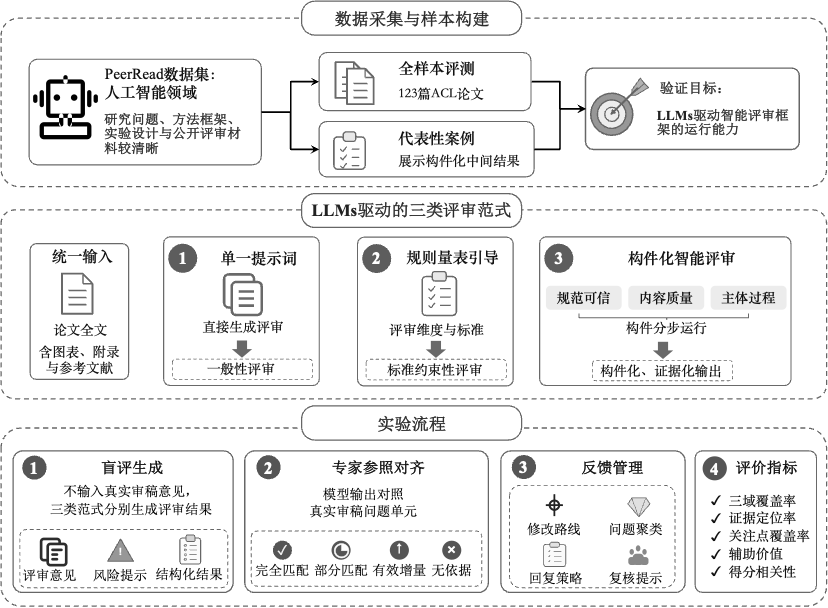 数据采集与样本构建
PeerRead数据集:
人工智能领域
研究问题、方法框架、
实验设计与公开评审材
料较清晰
全样本评测
123篇ACL论文
代表性案例
展示构件化中间结果
验证目标:
LLMs驱动智能评审框
架的运行能力
LLMs驱动的三类评审范式
统一输入
论文全文
含图表、附录
与参考文献
1
单一提示词
直接生成评审
一般性评审
2
规则量表引导
评审维度与标准
标准约束性评审
3
构件化智能评审
规范可信
内容质量
主体过程
构件分步运行
构件化、证据化输出
实验流程
1
盲评生成
不输入真实审稿意见，
三类范式分别生成评审结果
评审意见
风险提示
结构化结果
2
专家参照对齐
模型输出对照
真实审稿问题单元
完全匹配
部分匹配
有效增量
无依据
3
反馈管理
修改路线
问题聚类
回复策略
复核提示
4
评价指标
✓ 三域覆盖率
✓ 证据定位率
✓ 关注点覆盖率
✓ 辅助价值
✓ 得分相关性